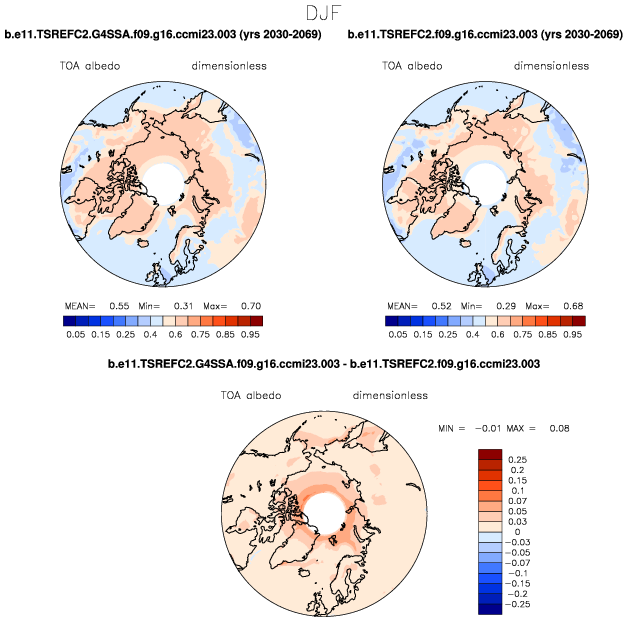 DJF
b.e11.TSREFC2.G4SSA.f09.g16.ccmi23.003 (yrs 2030-2069)
b.e11.TSREFC2.f09.g16.ccmi23.003 (yrs 2030-2069)
TOA albedo dimensionless
TOA albedo dimensionless
MEAN= 0.55 Min= 0.31 Max= 0.70
MEAN= 0.52 Min= 0.29 Max= 0.68
0.05 0.15 0.25 0.4 0.6 0.75 0.85 0.95
0.05 0.15 0.25 0.4 0.6 0.75 0.85 0.95
b.e11.TSREFC2.G4SSA.f09.g16.ccmi23.003 - b.e11.TSREFC2.f09.g16.ccmi23.003
TOA albedo dimensionless
MIN = -0.01 MAX = 0.08
0.25
0.2
0.15
0.1
0.07
0.05
0.03
0
-0.03
-0.05
-0.07
-0.1
-0.15
-0.2
-0.25